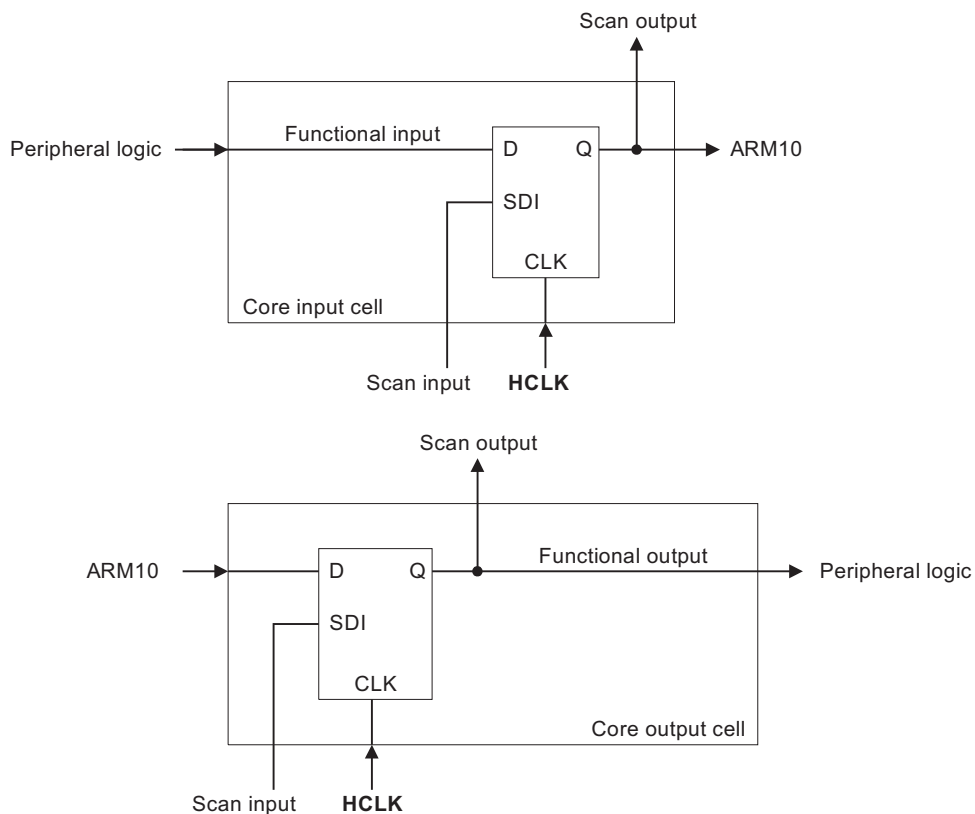 Scan output
Functional input
Peripheral logic
D
Q
ARM10
SDI
CLK
Core input cell
Scan input
HCLK
Scan output
Functional output
ARM10
D
Q
Peripheral logic
SDI
CLK
Core output cell
Scan input
HCLK